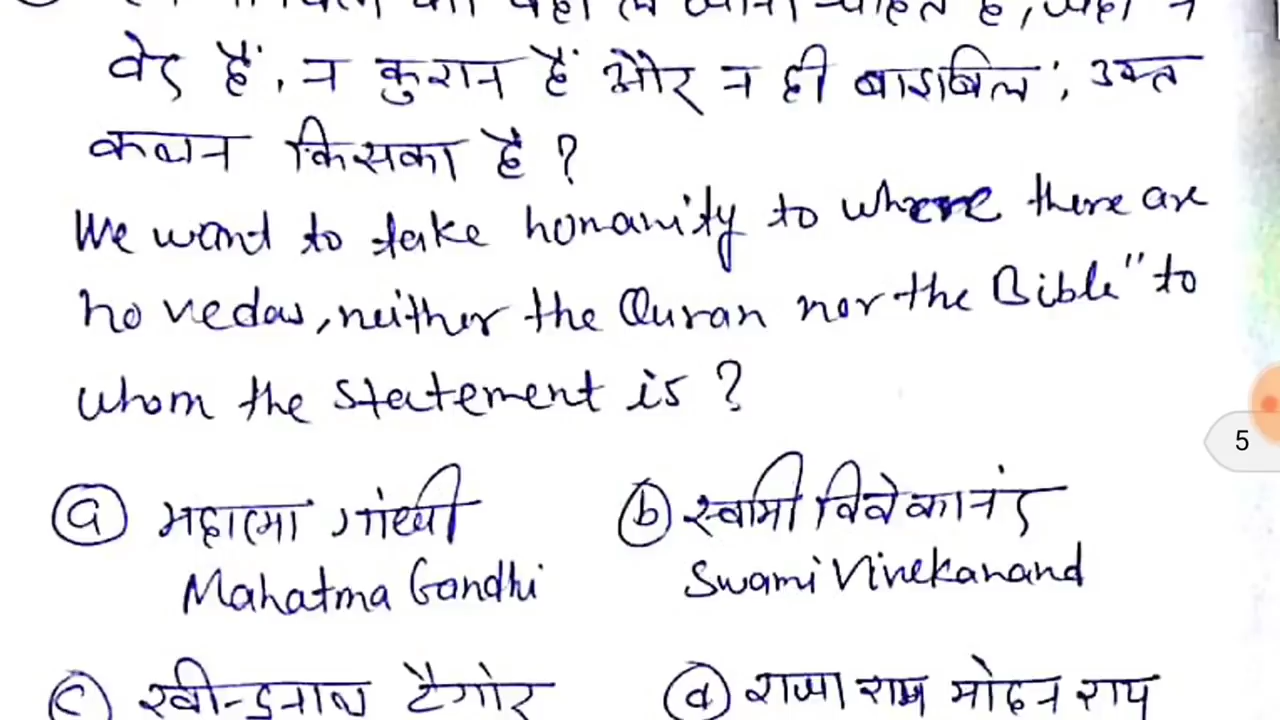 वेद हैं, न कुरान हैं और न ही बाइबिल', उक्त
कथन किसका है ?
We want to take homanity to where there are
no vedas, neither the Quran nor the Bible" to
whom the statement is ?
(a) महात्मा गांधी (b) स्वामी विवेकानंद
Mahatma Gandhi Swami Vivekanand
(c) रवीन्द्रनाथ टैगोर (d) राजा राम मोहन राय
5